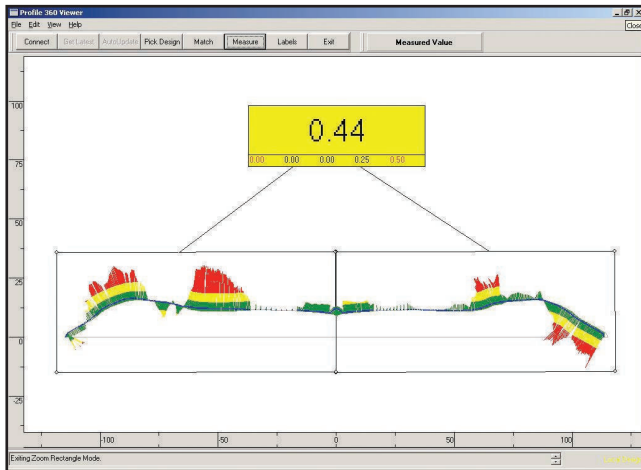 Profile 360 Viewer
File Edit View Help
Close
Connect Get Latest AutoUpdate Pick Design Match Measure Labels Exit Measured Value
0.44
0.00 0.00 0.00 0.25 0.50
100
75
50
25
0
-25
-100 -50 0 50 100
Exiting Zoom Rectangle Mode.